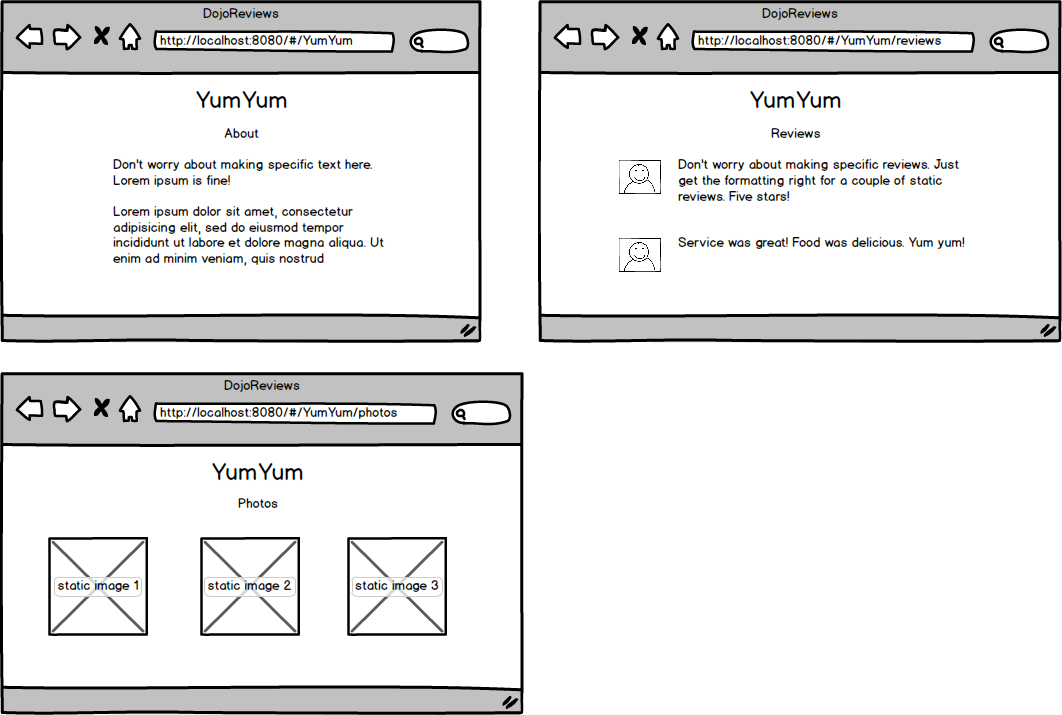 DojoReviews
http://localhost:8080/#/YumYum
YumYum
About
Don't worry about making specific text here.
Lorem ipsum is fine!
Lorem ipsum dolor sit amet, consectetur
adipisicing elit, sed do eiusmod tempor
incididunt ut labore et dolore magna aliqua. Ut
enim ad minim veniam, quis nostrud
DojoReviews
http://localhost:8080/#/YumYum/reviews
YumYum
Reviews
Don't worry about making specific reviews. Just
get the formatting right for a couple of static
reviews. Five stars!
Service was great! Food was delicious. Yum yum!
DojoReviews
http://localhost:8080/#/YumYum/photos
YumYum
Photos
static image 1
static image 2
static image 3